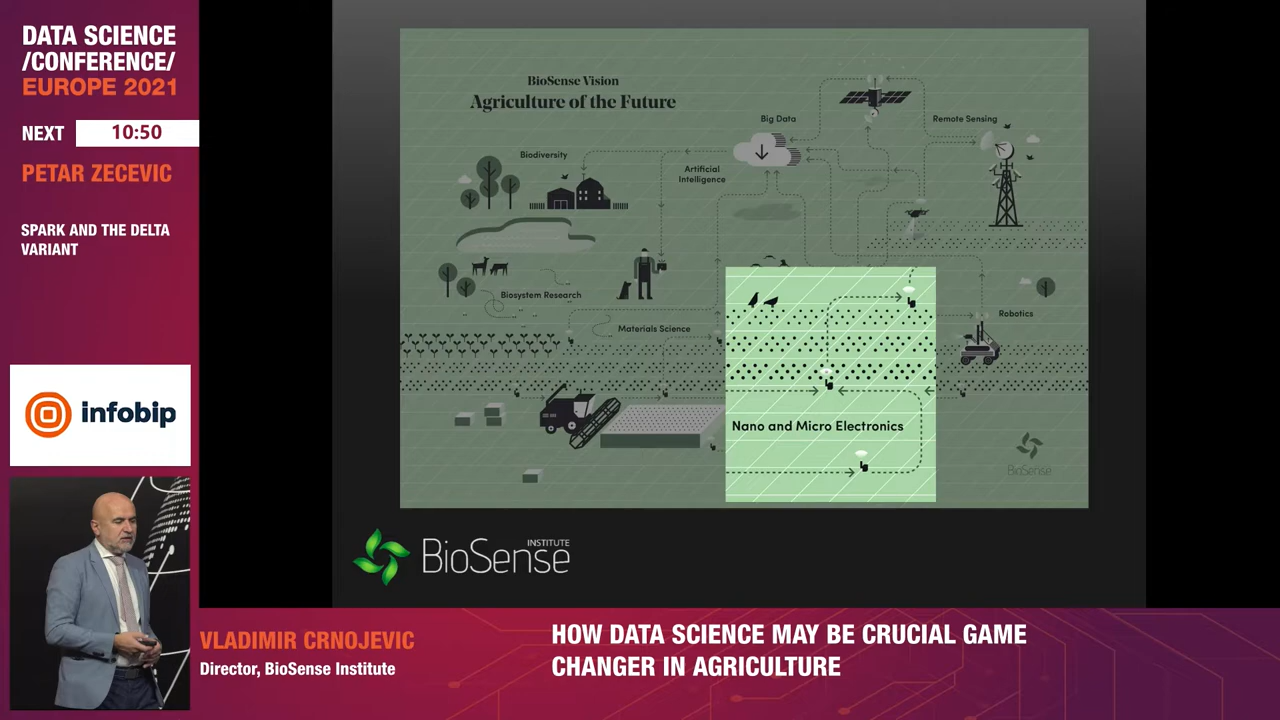 DATA SCIENCE
/CONFERENCE/
EUROPE 2021
NEXT 10:50
PETAR ZECEVIC
SPARK AND THE DELTA
VARIANT
infobip
BioSense Vision
Agriculture of the Future
Big Data
Remote Sensing
Biodiversity
Artificial
Intelligence
Biosystem Research
Materials Science
Robotics
Nano and Micro Electronics
BioSense
INSTITUTE
BioSense
VLADIMIR CRNOJEVIC
Director, BioSense Institute
HOW DATA SCIENCE MAY BE CRUCIAL GAME
CHANGER IN AGRICULTURE